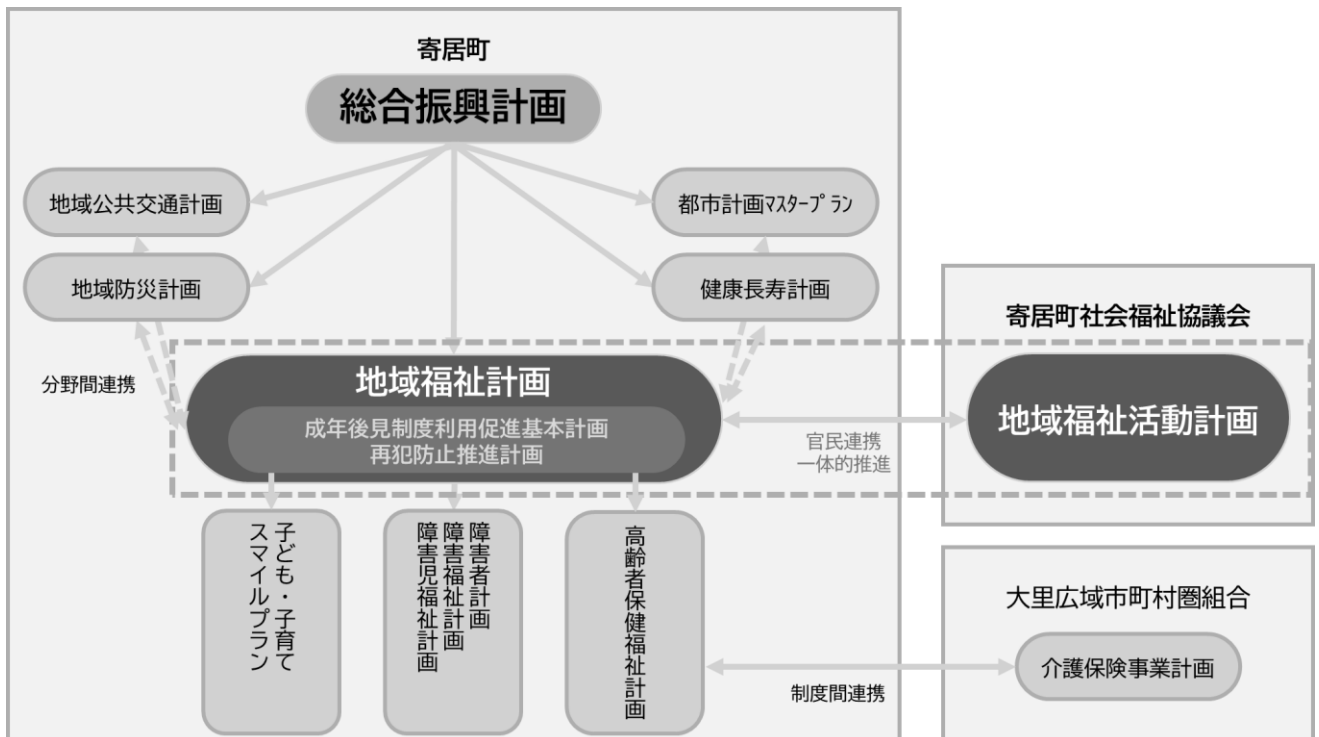 寄居町
総合振興計画
地域公共交通計画
都市計画ﾏｽﾀｰﾌﾟﾗﾝ
地域防災計画
健康長寿計画
寄居町社会福祉協議会
分野間連携
地域福祉計画
成年後見制度利用促進基本計画
再犯防止推進計画
官民連携
一体的推進
地域福祉活動計画
子ども・子育て
スマイルプラン
障害者計画
障害福祉計画
障害児福祉計画
高齢者保健福祉計画
大里広域市町村圏組合
介護保険事業計画
制度間連携